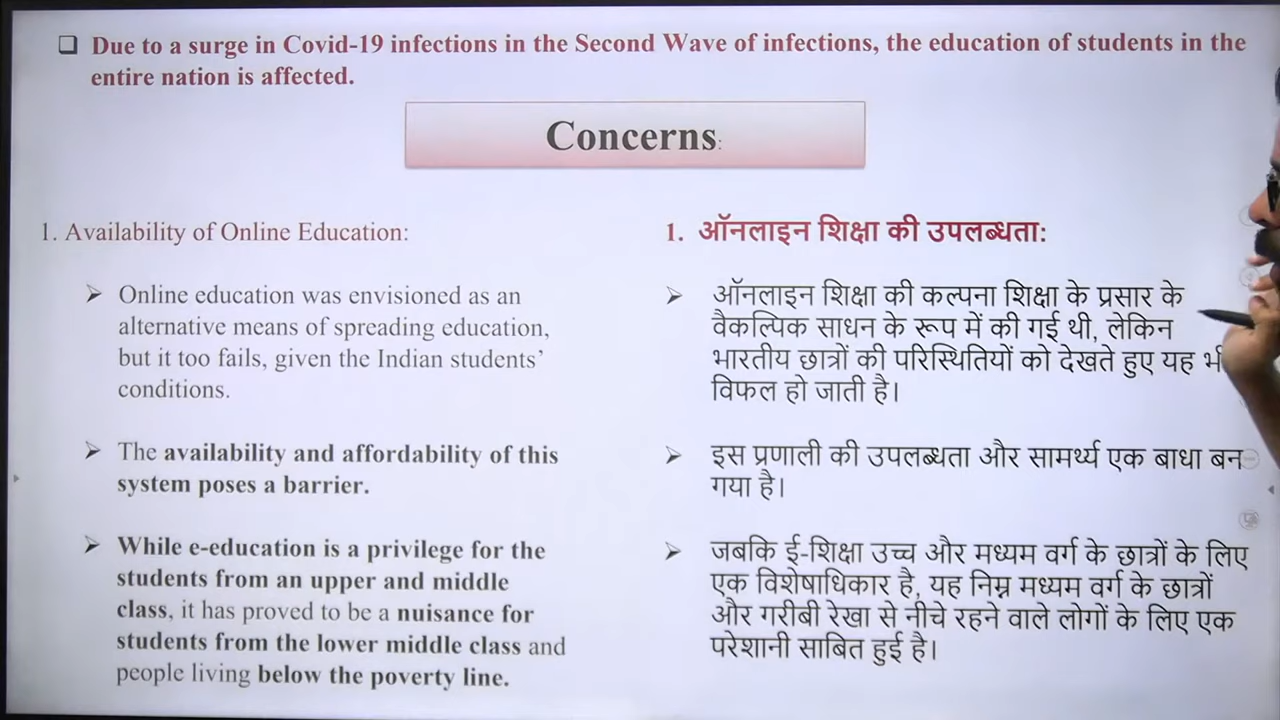 Due to a surge in Covid-19 infections in the Second Wave of infections, the education of students in the
entire nation is affected.
Concerns:
1. Availability of Online Education:
Online education was envisioned as an
alternative means of spreading education,
but it too fails, given the Indian students’
conditions.
The availability and affordability of this
system poses a barrier.
While e-education is a privilege for the
students from an upper and middle
class, it has proved to be a nuisance for
students from the lower middle class and
people living below the poverty line.
1. ऑनलाइन शिक्षा की उपलब्धता:
ऑनलाइन शिक्षा की कल्पना शिक्षा के प्रसार के
वैकल्पिक साधन के रूप में की गई थी, लेकिन
भारतीय छात्रों की परिस्थितियों को देखते हुए यह
विफल हो जाती है।
इस प्रणाली की उपलब्धता और सामर्थ्य एक बाधा बन
गया है।
जबकि ई-शिक्षा उच्च और मध्यम वर्ग के छात्रों के लिए
एक विशेषाधिकार है, यह निम्न मध्यम वर्ग के छात्रों
और गरीबी रेखा से नीचे रहने वाले लोगों के लिए एक
परेशानी साबित हुई है।